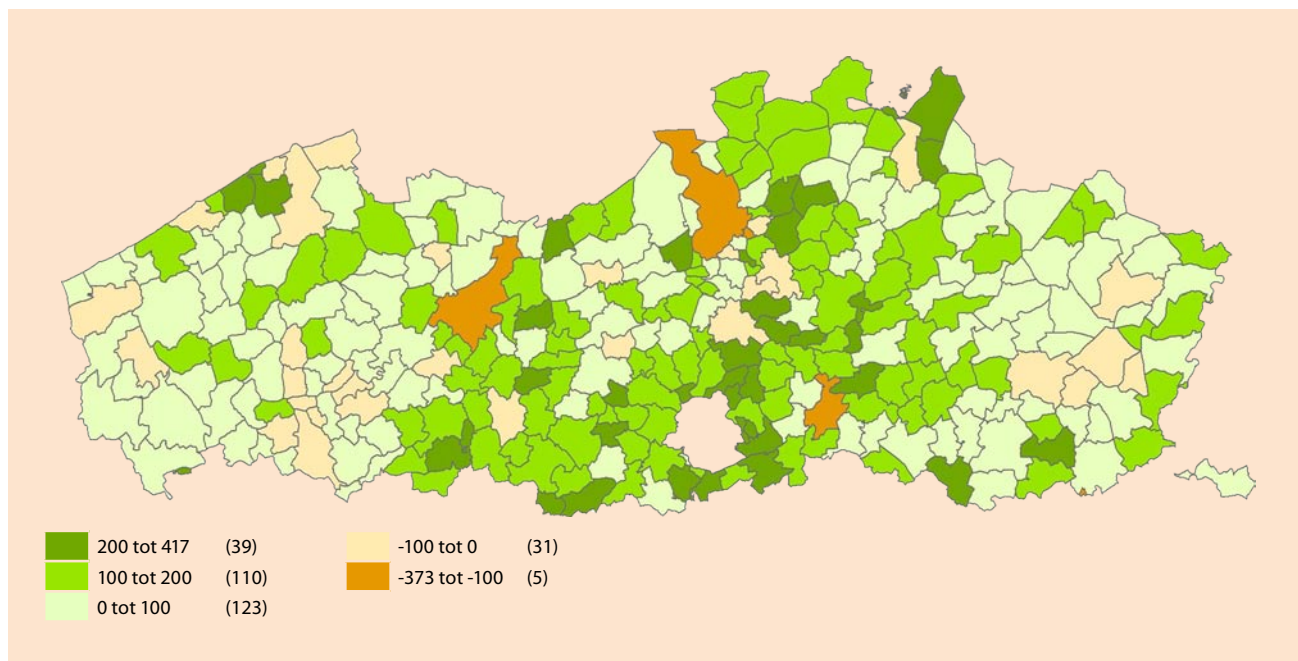 200 tot 417 (39)
100 tot 200 (110)
0 tot 100 (123)
-100 tot 0 (31)
-373 tot -100 (5)